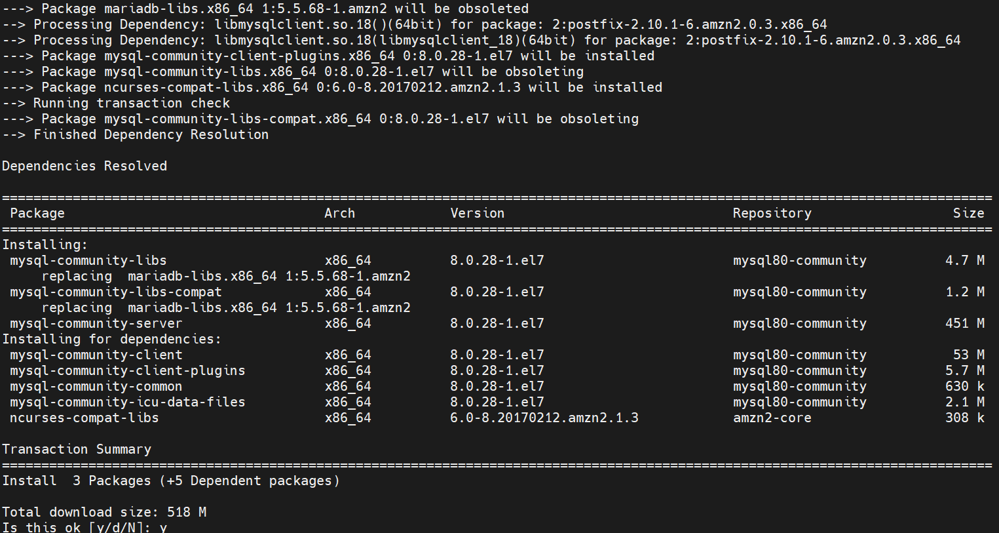 ---> Package mariadb-libs.x86_64 1:5.5.68-1.amzn2 will be obsoleted
--> Processing Dependency: libmysqlclient.so.18()(64bit) for package: 2:postfix-2.10.1-6.amzn2.0.3.x86_64
--> Processing Dependency: libmysqlclient.so.18(libmysqlclient_18)(64bit) for package: 2:postfix-2.10.1-6.amzn2.0.3.x86_64
---> Package mysql-community-client-plugins.x86_64 0:8.0.28-1.el7 will be installed
---> Package mysql-community-libs.x86_64 0:8.0.28-1.el7 will be obsoleting
---> Package ncurses-compat-libs.x86_64 0:6.0-8.20170212.amzn2.1.3 will be installed
--> Running transaction check
---> Package mysql-community-libs-compat.x86_64 0:8.0.28-1.el7 will be obsoleting
--> Finished Dependency Resolution
Dependencies Resolved
==============================================================================================================================
Package Arch Version Repository Size
==============================================================================================================================
Installing:
mysql-community-libs x86_64 8.0.28-1.el7 mysql80-community 4.7 M
replacing mariadb-libs.x86_64 1:5.5.68-1.amzn2
mysql-community-libs-compat x86_64 8.0.28-1.el7 mysql80-community 1.2 M
replacing mariadb-libs.x86_64 1:5.5.68-1.amzn2
mysql-community-server x86_64 8.0.28-1.el7 mysql80-community 451 M
Installing for dependencies:
mysql-community-client x86_64 8.0.28-1.el7 mysql80-community 53 M
mysql-community-client-plugins x86_64 8.0.28-1.el7 mysql80-community 5.7 M
mysql-community-common x86_64 8.0.28-1.el7 mysql80-community 630 k
mysql-community-icu-data-files x86_64 8.0.28-1.el7 mysql80-community 2.1 M
ncurses-compat-libs x86_64 6.0-8.20170212.amzn2.1.3 amzn2-core 308 k
Transaction Summary
==============================================================================================================================
Install 3 Packages (+5 Dependent packages)
Total download size: 518 M
Is this ok [y/d/N]: y